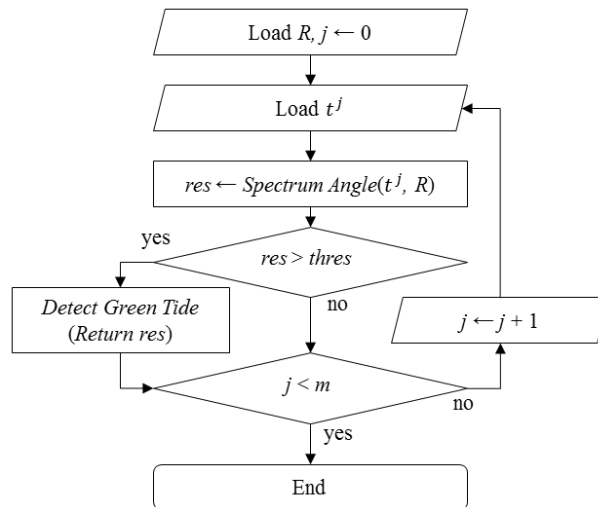 Load R, j ← 0
Load t^j
res ← Spectrum Angle(t^j, R)
yes
res > thres
Detect Green Tide
(Return res)
no
j ← j + 1
j < m
no
yes
End